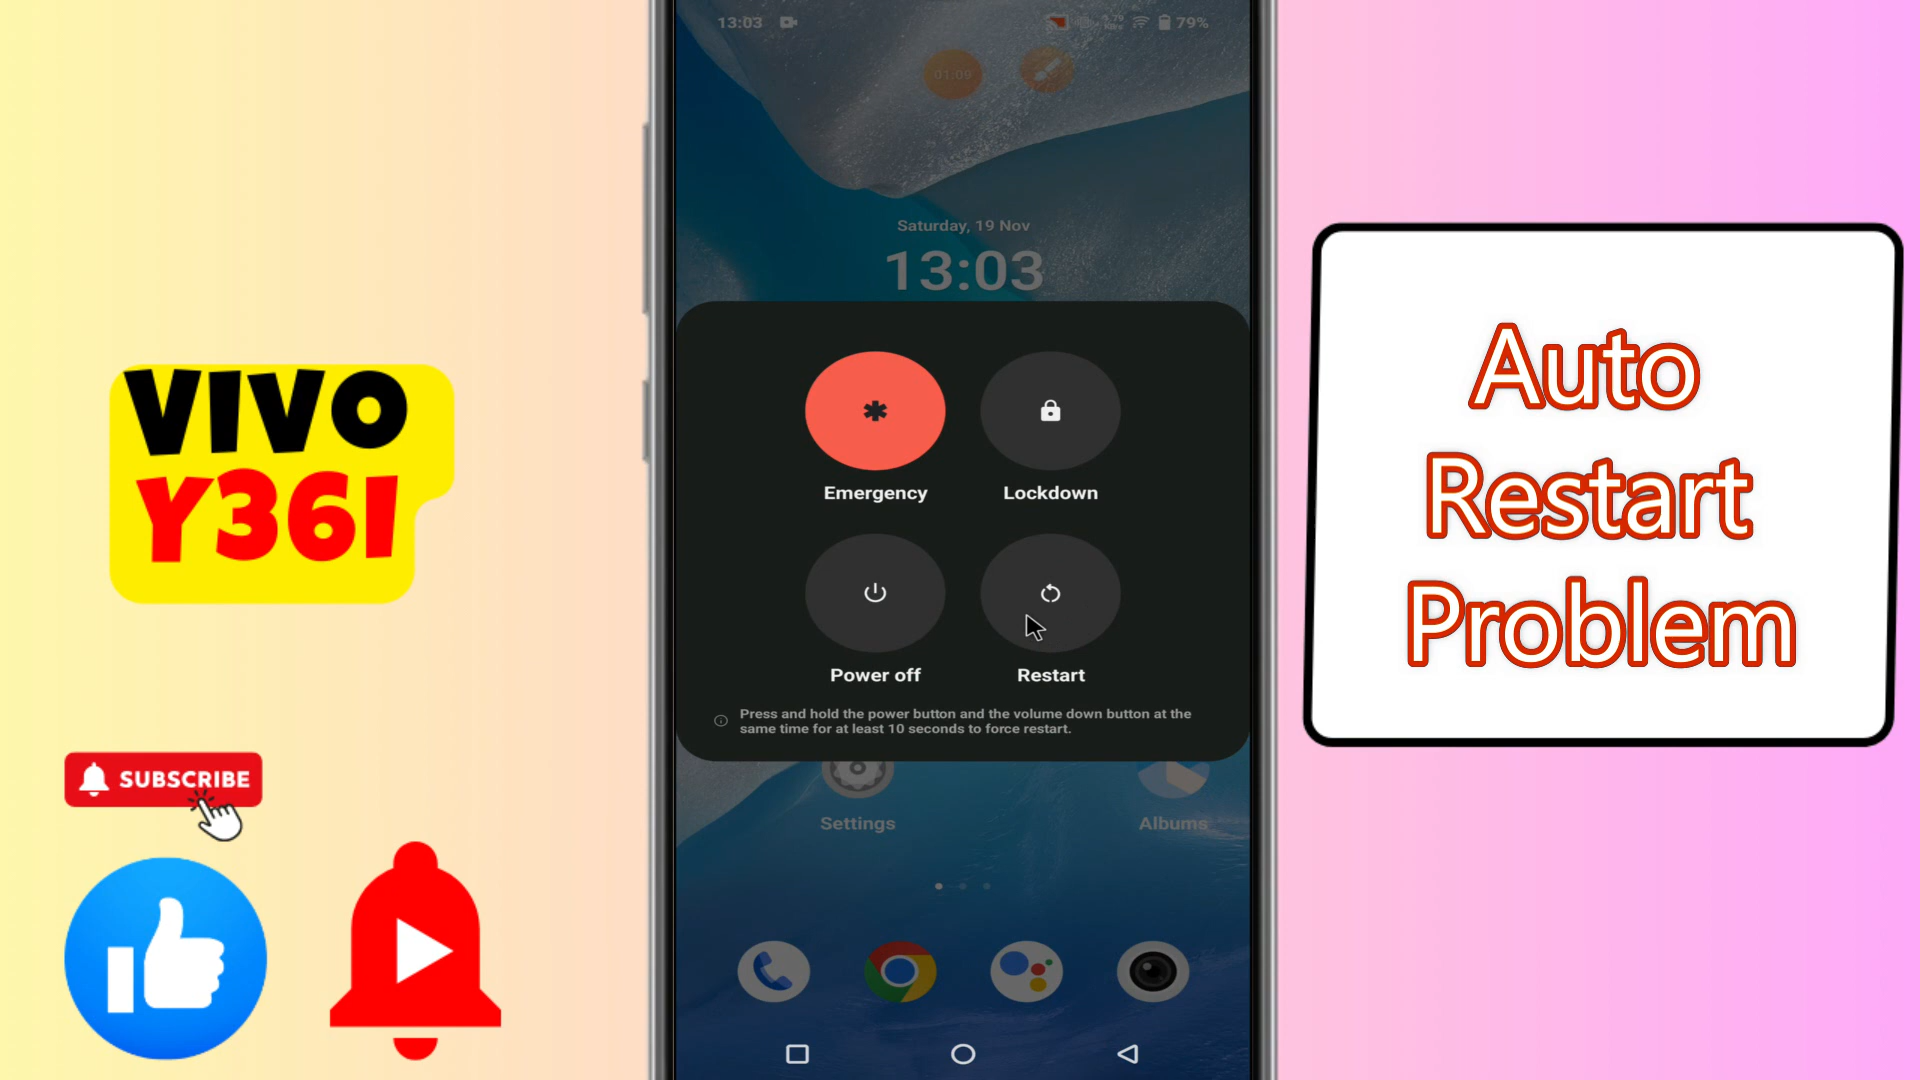 13:03
79%
01:09
Saturday, 19 Nov
13:03
Emergency
Lockdown
Power off
Restart
Press and hold the power button and the volume down button at the
same time for at least 10 seconds to force restart.
Settings
Albums
VIVO
Y36I
SUBSCRIBE
Auto
Restart
Problem